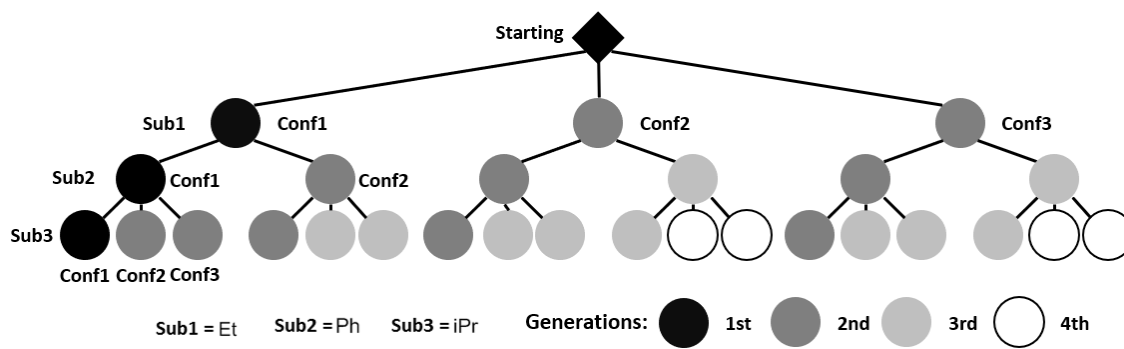 Starting
Sub1 Conf1 Conf2 Conf3
Sub2 Conf1 Conf2
Sub3
Conf1 Conf2 Conf3
Sub1 = Et Sub2 = Ph Sub3 = iPr Generations: 1st 2nd 3rd 4th